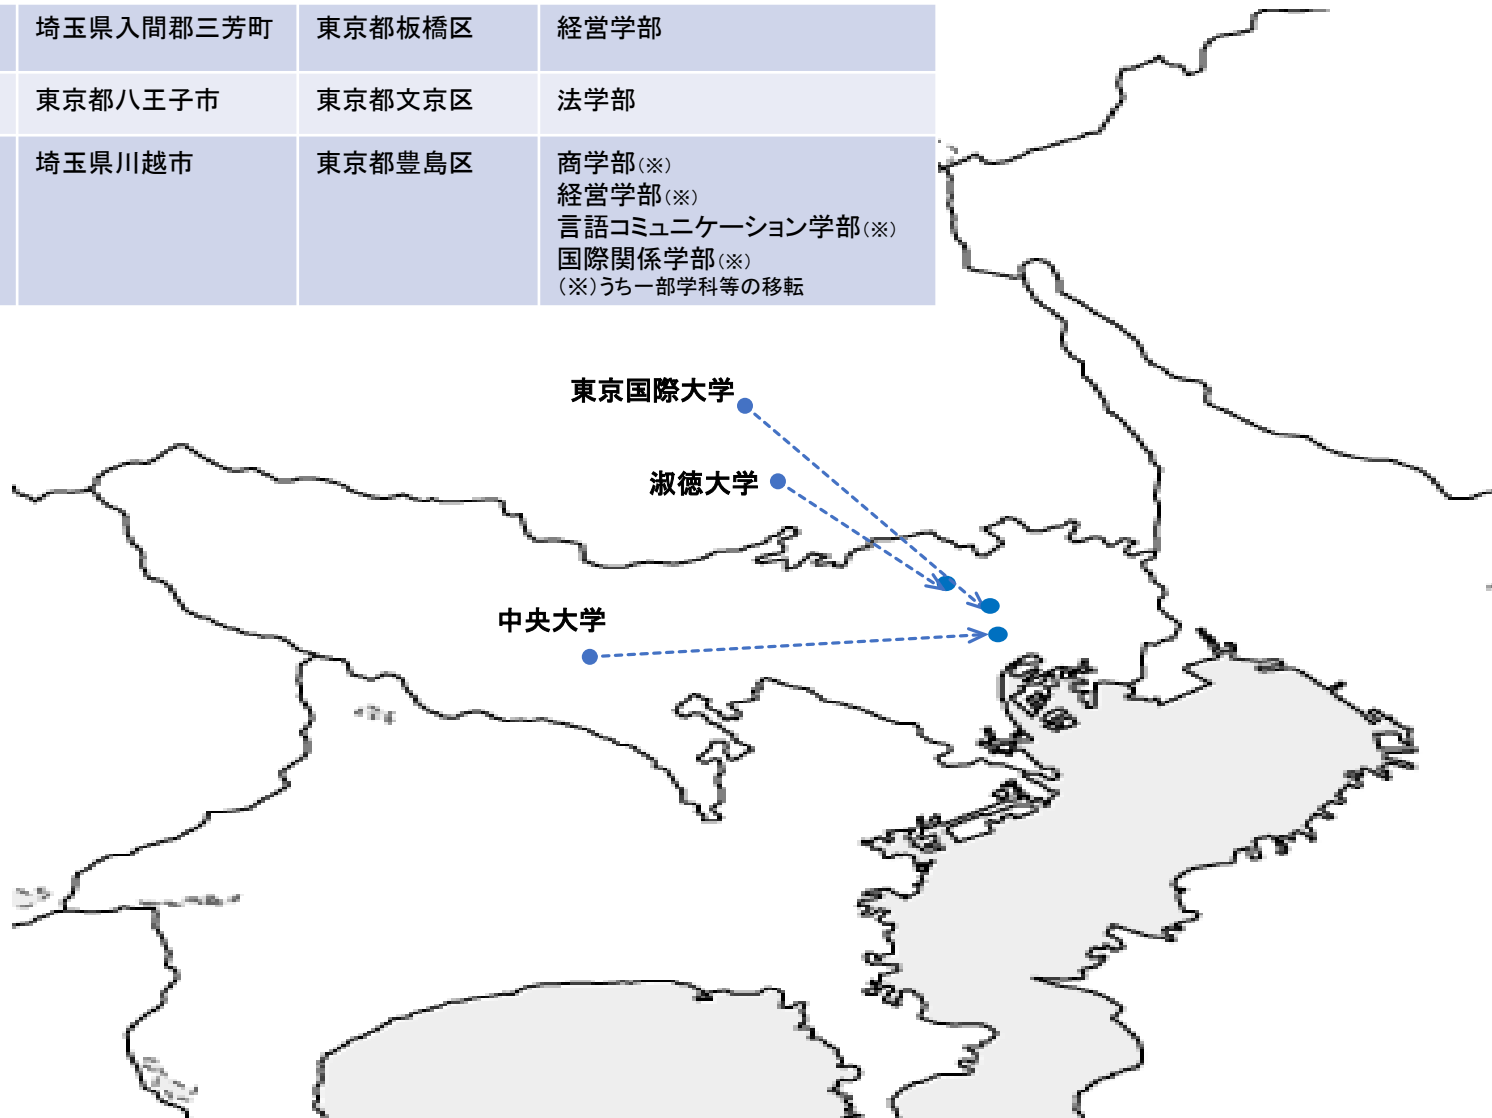 埼玉県入間郡三芳町 東京都板橋区 経営学部
東京都八王子市 東京都文京区 法学部
埼玉県川越市 東京都豊島区 商学部(※)
経営学部(※)
言語コミュニケーション学部(※)
国際関係学部(※)
(※)うち一部学科等の移転
東京国際大学
淑徳大学
中央大学